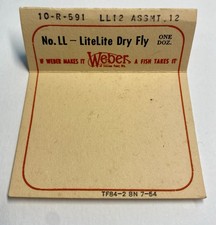 10-R-591 LL12 ASSMT.12
No. LL - LiteLite Dry Fly ONE DOZ.
IF WEBER MAKES IT Weber A FISH TAKES IT
TF84-2 BN 7-64